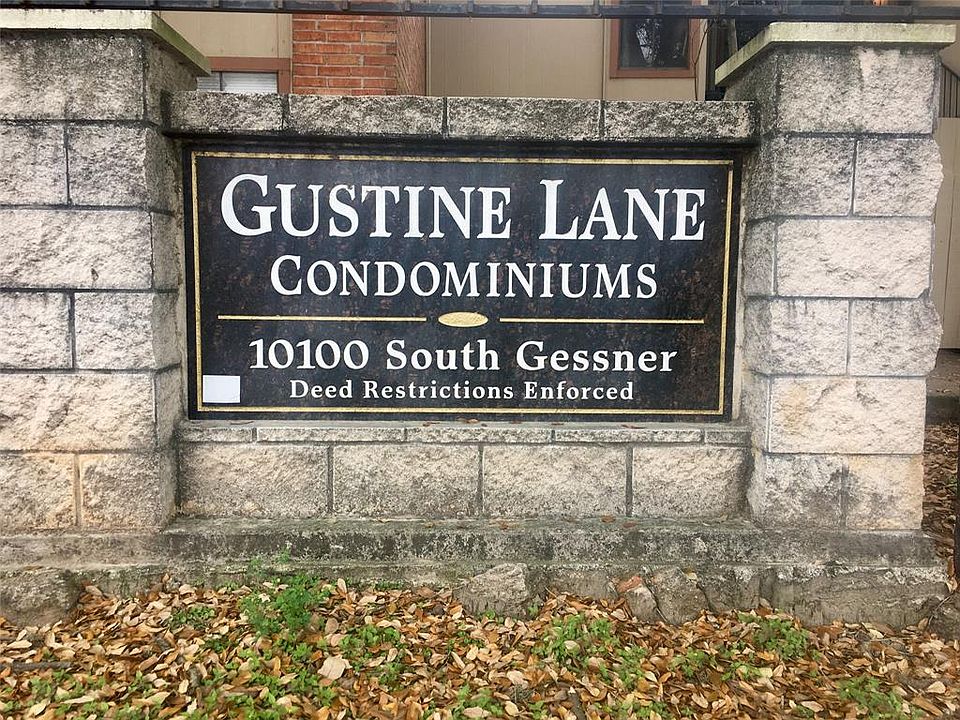 GUSTINE LANE
CONDOMINIUMS
10100 South Gessner
Deed Restrictions Enforced